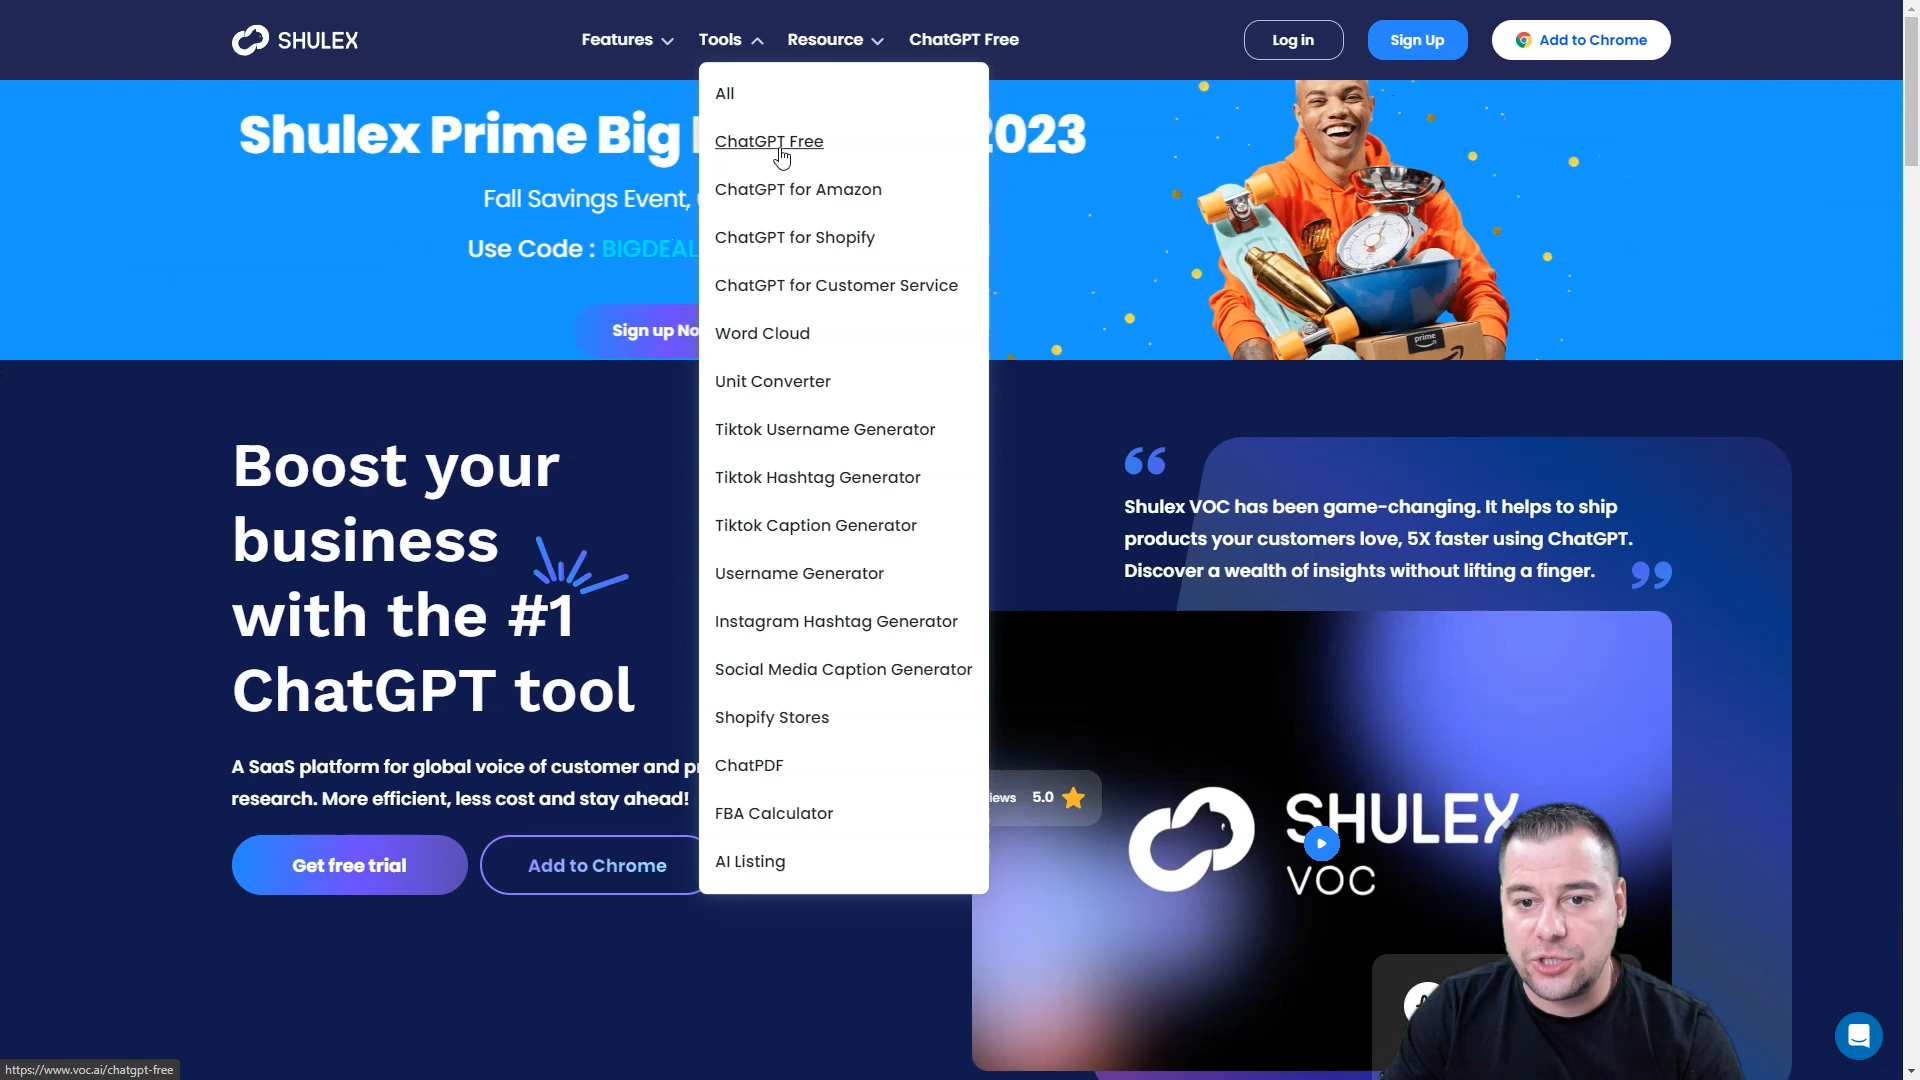 SHULEX
Features
Tools
Resource
ChatGPT Free
Log in
Sign Up
Add to Chrome
All
ChatGPT Free
ChatGPT for Amazon
ChatGPT for Shopify
ChatGPT for Customer Service
Word Cloud
Unit Converter
Tiktok Username Generator
Tiktok Hashtag Generator
Tiktok Caption Generator
Username Generator
Instagram Hashtag Generator
Social Media Caption Generator
Shopify Stores
ChatPDF
FBA Calculator
AI Listing
Shulex Prime Big
2023
Fall Savings Event,
Use Code : BIGDEAL
Sign up No
prime
Boost your
business
with the #1
ChatGPT tool
A SaaS platform for global voice of customer and p
research. More efficient, less cost and stay ahead!
Get free trial
Add to Chrome
“
Shulex VOC has been game-changing. It helps to ship
products your customers love, 5X faster using ChatGPT.
Discover a wealth of insights without lifting a finger.
”
iews 5.0
SHULEX
VOC
https://www.voc.ai/chatgpt-free